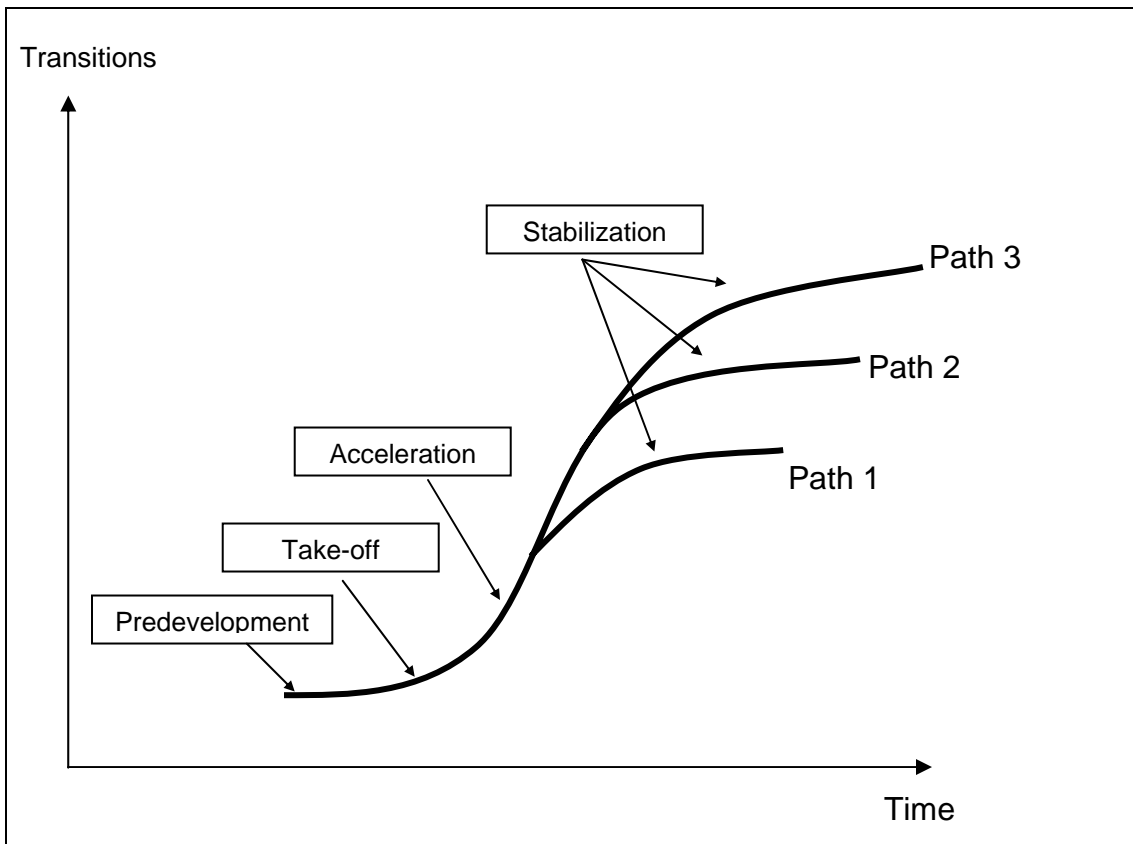 Transitions
Stabilization
Path 3
Path 2
Acceleration
Path 1
Take-off
Predevelopment
Time